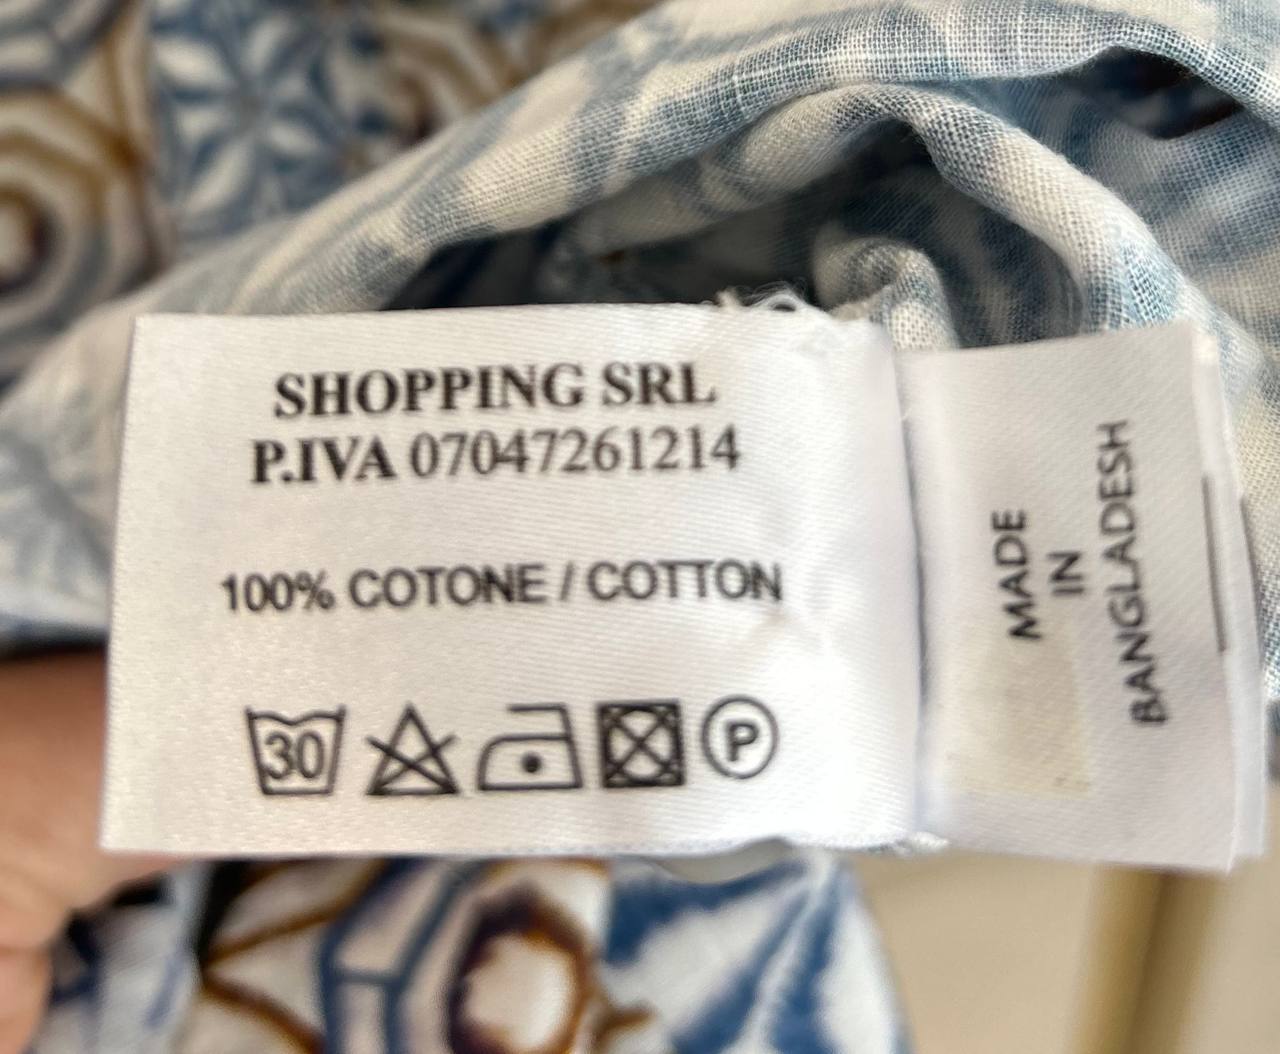 SHOPPING SRL
P.IVA 07047261214
100% COTONE / COTTON
30
P
MADE
IN
BANGLADESH